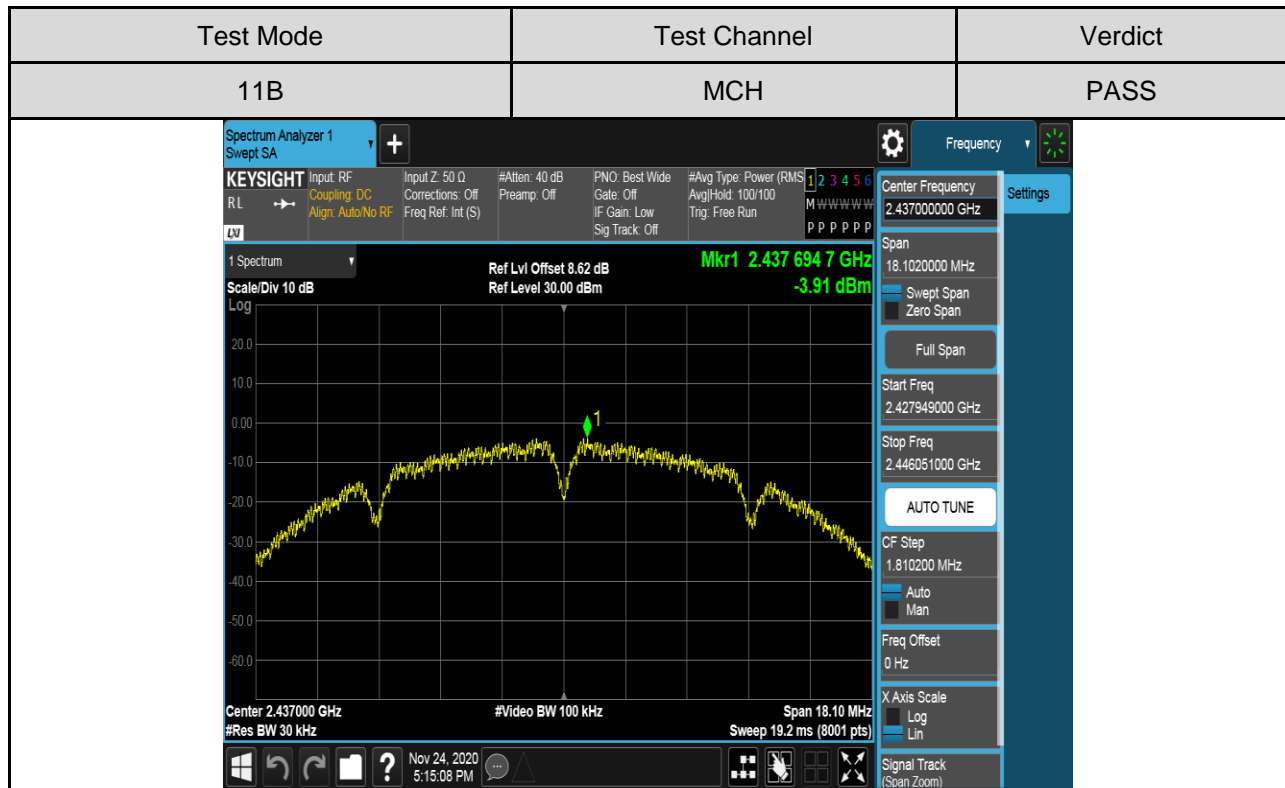 Test Mode Test Channel Verdict
11B MCH PASS
Spectrum Analyzer 1
Swept SA
+
Frequency
KEYSIGHT
RL
LXI
Input: RF
Coupling: DC
Align: Auto/No RF
Input Z: 50 Ω
Corrections: Off
Freq Ref: Int (S)
#Atten: 40 dB
Preamp: Off
PNO: Best Wide
Gate: Off
IF Gain: Low
Sig Track: Off
#Avg Type: Power (RMS
Avg|Hold: 100/100
Trig: Free Run
1 2 3 4 5 6
M W W W W W
P P P P P P
1 Spectrum
Scale/Div 10 dB
Ref Lvl Offset 8.62 dB
Ref Level 30.00 dBm
Mkr1 2.437 694 7 GHz
-3.91 dBm
Log
20.0
10.0
0.00
-10.0
-20.0
-30.0
-40.0
-50.0
-60.0
1
Center 2.437000 GHz
#Res BW 30 kHz
#Video BW 100 kHz
Span 18.10 MHz
Sweep 19.2 ms (8001 pts)
Center Frequency
2.437000000 GHz
Span
18.1020000 MHz
Swept Span
Zero Span
Full Span
Start Freq
2.427949000 GHz
Stop Freq
2.446051000 GHz
AUTO TUNE
CF Step
1.810200 MHz
Auto
Man
Freq Offset
0 Hz
X Axis Scale
Log
Lin
Signal Track
(Span Zoom)
Settings
?
Nov 24, 2020
5:15:08 PM